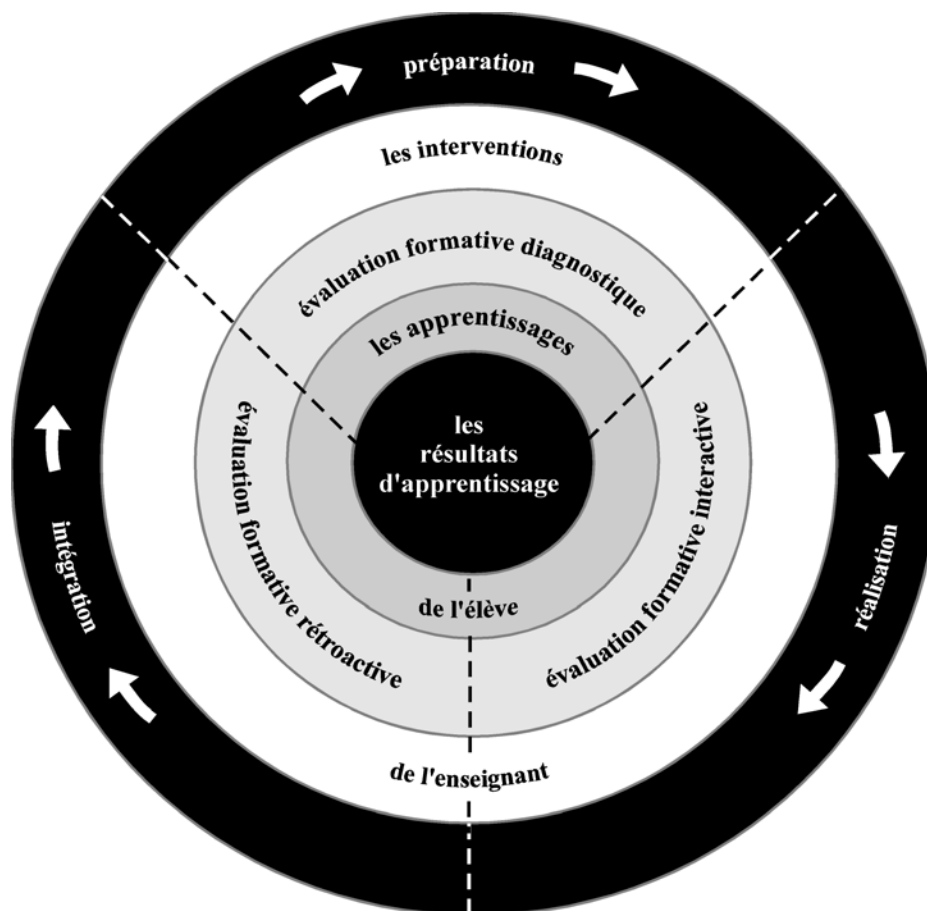 préparation
les interventions
évaluation formative diagnostique
les apprentissages
les
résultats
d'apprentissage
évaluation formative rétroactive
évaluation formative interactive
intégration
réalisation
de l'élève
de l'enseignant